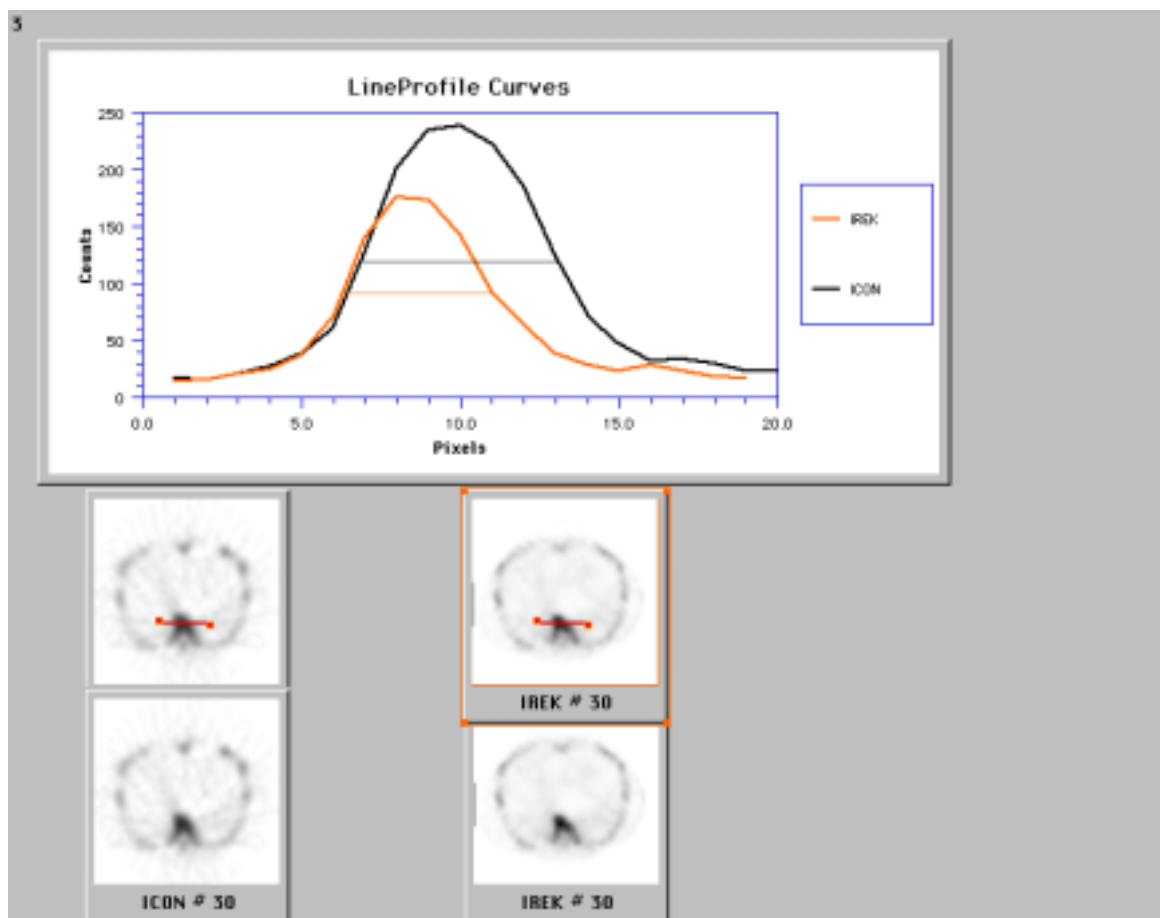 3
LineProfile Curves
250
200
150
100
50
0
Counts
0.0 5.0 10.0 15.0 20.0
Pixels
IREK
ICON
IREK # 30
ICON # 30
IREK # 30